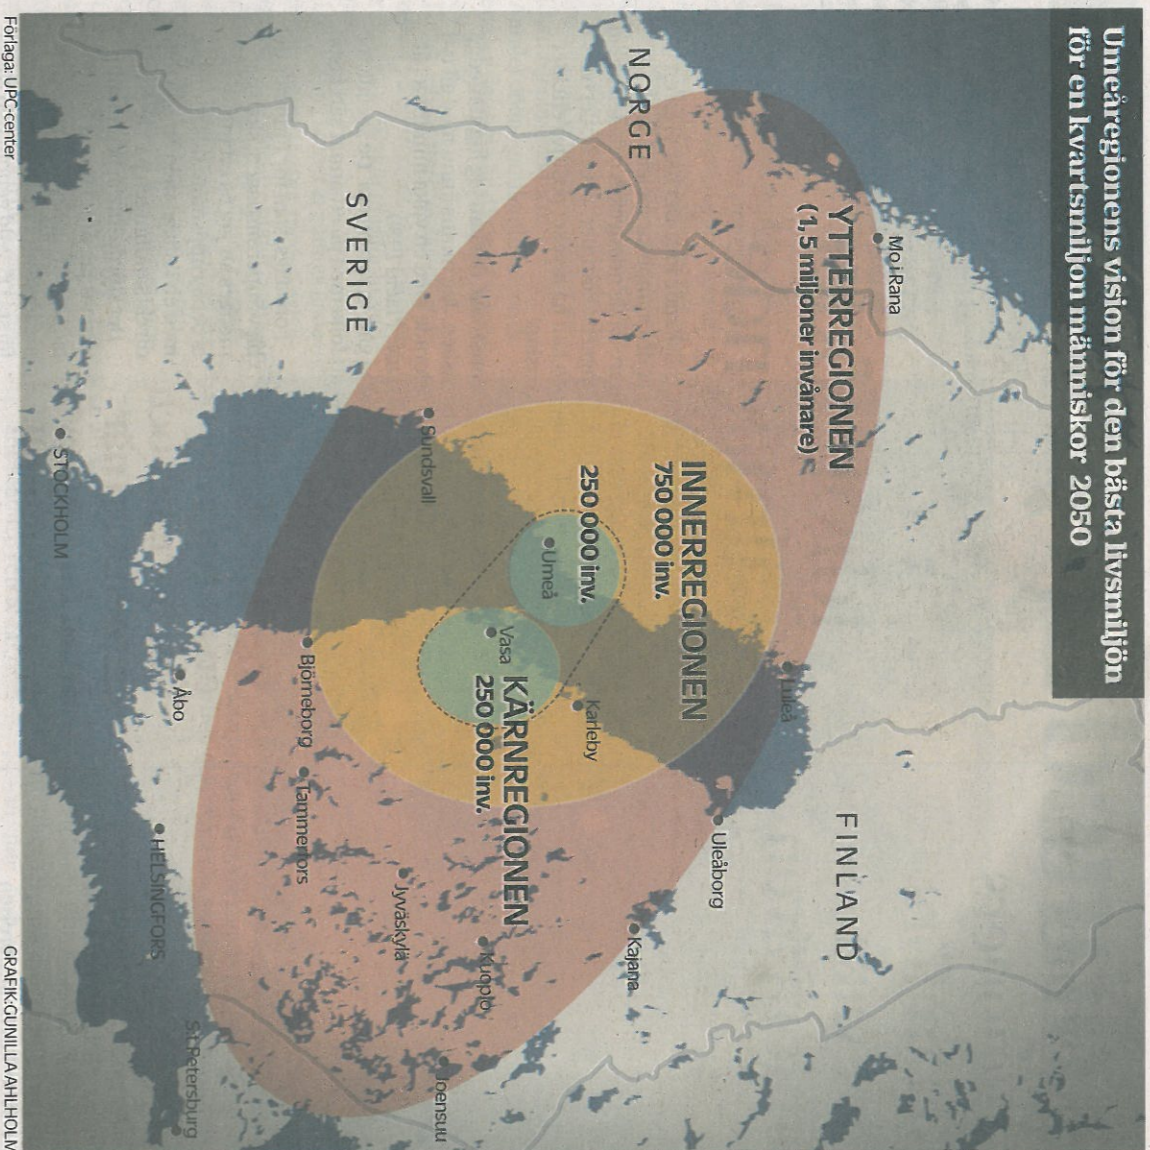 Umeåregionens vision för den bästa livsmiljön
för en kvartsmiljon människor 2050
NORGE
Mo i Rana
YTTERREGIONEN
(1,5 miljoner invånare)
SVERIGE
Sundsvall
INNERREGIONEN
750 000 inv.
250 000 inv.
Umeå
Vasa
KÄRNREGIONEN
250 000 inv.
Karleby
Luleå
Uleåborg
FINLAND
Kajana
STOCKHOLM
Åbo
Björneborg
Tammerfors
HELSINGFORS
Jyväskylä
Kuopio
Joensuu
S:t Petersburg
Förlaga: UPC-center
GRAFIK:GUNILLA AHLHOLM